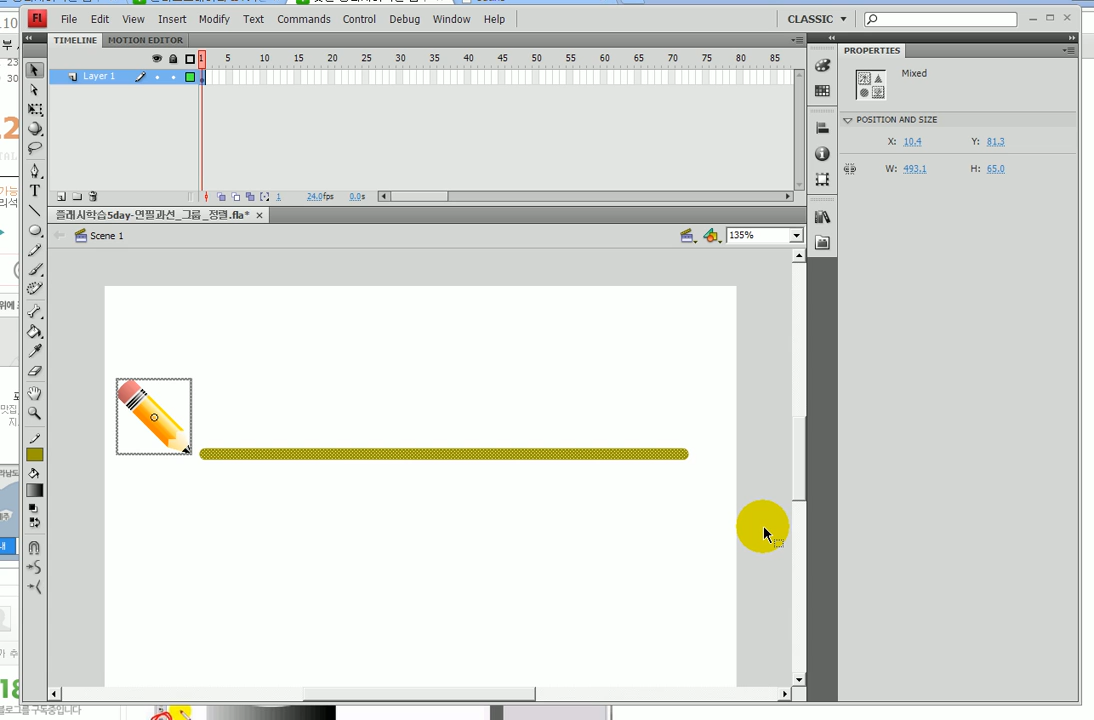 FL File Edit View Insert Modify Text Commands Control Debug Window Help CLASSIC
TIMELINE MOTION EDITOR
1 5 10 15 20 25 30 35 40 45 50 55 60 65 70 75 80 85
Layer 1
1 24.0fps 0.0s
플래시학습5day-연필과선_그룹_정렬.fla*
Scene 1
135%
PROPERTIES
Mixed
POSITION AND SIZE
X: 10.4 Y: 81.3
W: 493.1 H: 65.0